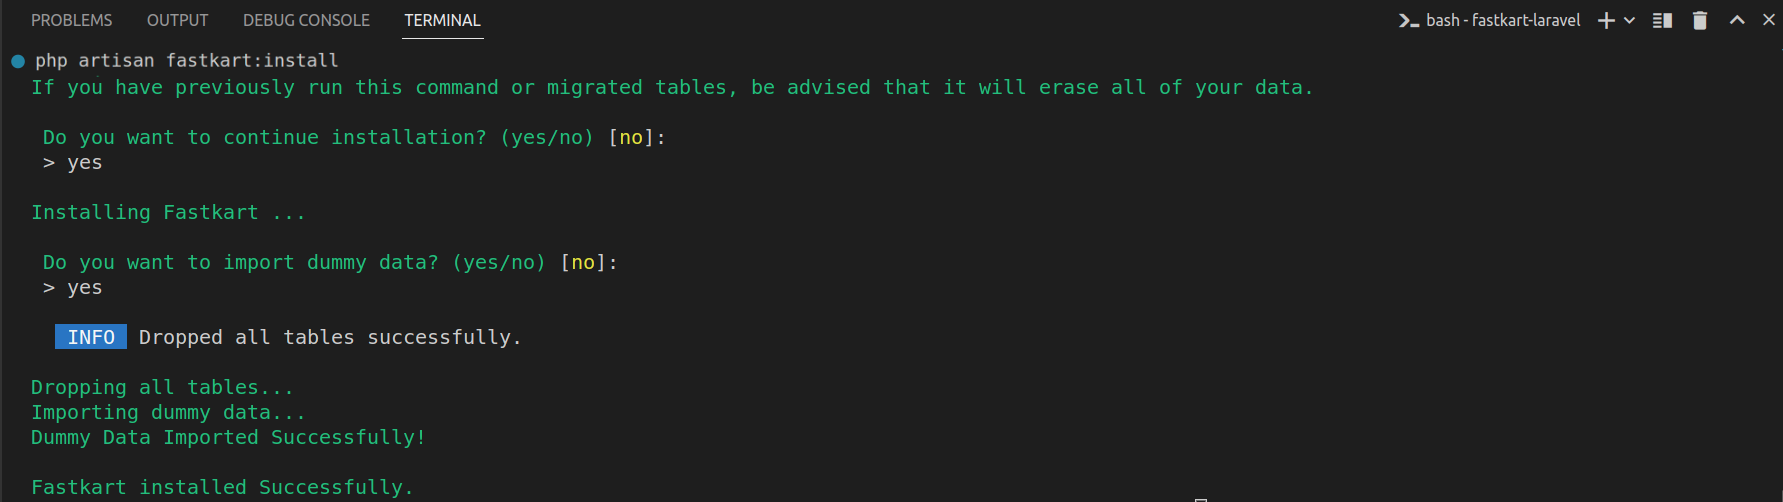 PROBLEMS OUTPUT DEBUG CONSOLE TERMINAL bash - fastkart-laravel
php artisan fastkart:install
If you have previously run this command or migrated tables, be advised that it will erase all of your data.
Do you want to continue installation? (yes/no) [no]:
> yes
Installing Fastkart ...
Do you want to import dummy data? (yes/no) [no]:
> yes
INFO Dropped all tables successfully.
Dropping all tables...
Importing dummy data...
Dummy Data Imported Successfully!
Fastkart installed Successfully.